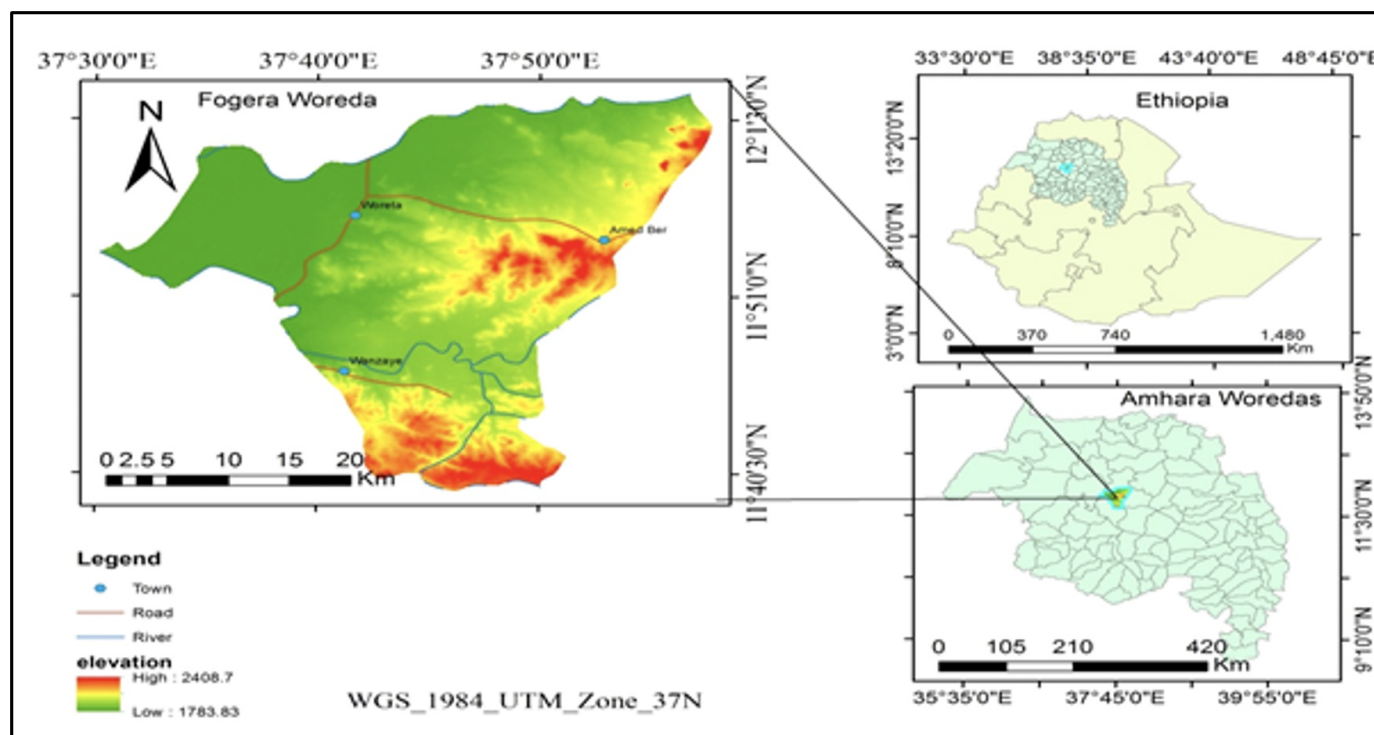 37°30'0"E 37°40'0"E 37°50'0"E
Fogera Woreda
N
12°1'30"N
11°51'0"N
11°40'30"N
Woreta
Amed Ber
Wanzaye
0 2.5 5 10 15 20
Km
Legend
Town
Road
River
elevation
High : 2408.7
Low : 1783.83
WGS_1984_UTM_Zone_37N
33°30'0"E 38°35'0"E 43°40'0"E 48°45'0"E
Ethiopia
13°20'0"N
8°10'0"N
3°0'0"N
0 370 740 1,480
Km
Amhara Woredas
13°50'0"N
11°30'0"N
9°10'0"N
0 105 210 420
Km
35°35'0"E 37°45'0"E 39°55'0"E